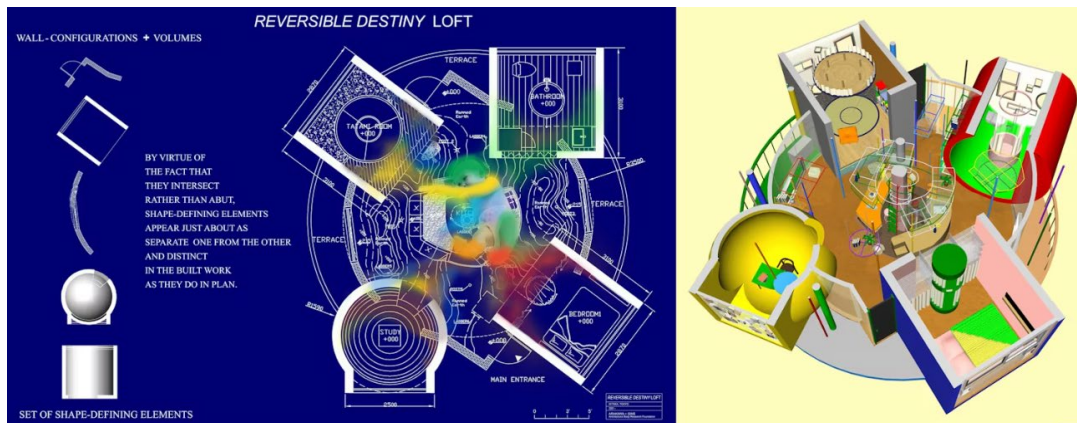 REVERSIBLE DESTINY LOFT
WALL-CONFIGURATIONS + VOLUMES
BY VIRTUE OF
THE FACT THAT
THEY INTERSECT
RATHER THAN ABUT,
SHAPE-DEFINING ELEMENTS
APPEAR JUST ABOUT AS
SEPARATE ONE FROM THE OTHER
AND DISTINCT
IN THE BUILT WORK
AS THEY DO IN PLAN.
SET OF SHAPE-DEFINING ELEMENTS
TERRACE
BATHROOM
+000
TATAMI ROOM
+000
TERRACE
TERRACE
STUDY
+000
BEDROOM1
+000
MAIN ENTRANCE
2500
REVERSIBLE DESTINY LOFT